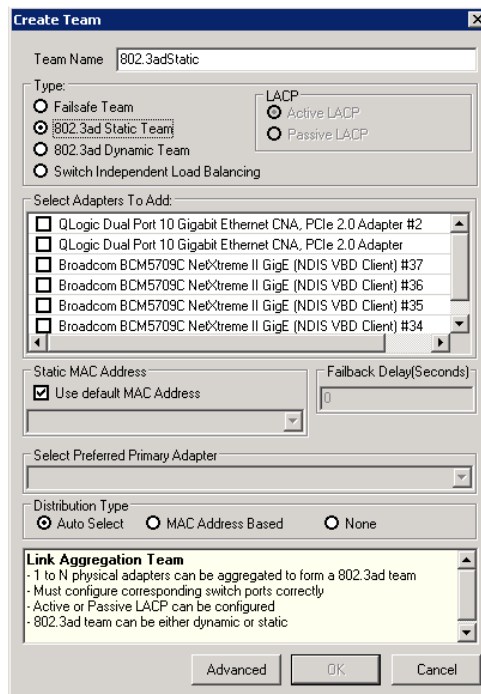 Create Team
Team Name 802.3adStatic
Type:
Failsafe Team
802.3ad Static Team
802.3ad Dynamic Team
Switch Independent Load Balancing
LACP
Active LACP
Passive LACP
Select Adapters To Add:
QLogic Dual Port 10 Gigabit Ethernet CNA, PCIe 2.0 Adapter #2
QLogic Dual Port 10 Gigabit Ethernet CNA, PCIe 2.0 Adapter
Broadcom BCM5709C NetXtreme II GigE (NDIS VBD Client) #37
Broadcom BCM5709C NetXtreme II GigE (NDIS VBD Client) #36
Broadcom BCM5709C NetXtreme II GigE (NDIS VBD Client) #35
Broadcom BCM5709C NetXtreme II GigE (NDIS VBD Client) #34
Static MAC Address
Use default MAC Address
Failback Delay(Seconds)
0
Select Preferred Primary Adapter
Distribution Type
Auto Select MAC Address Based None
Link Aggregation Team
- 1 to N physical adapters can be aggregated to form a 802.3ad team
- Must configure corresponding switch ports correctly
- Active or Passive LACP can be configured
- 802.3ad team can be either dynamic or static
Advanced OK Cancel